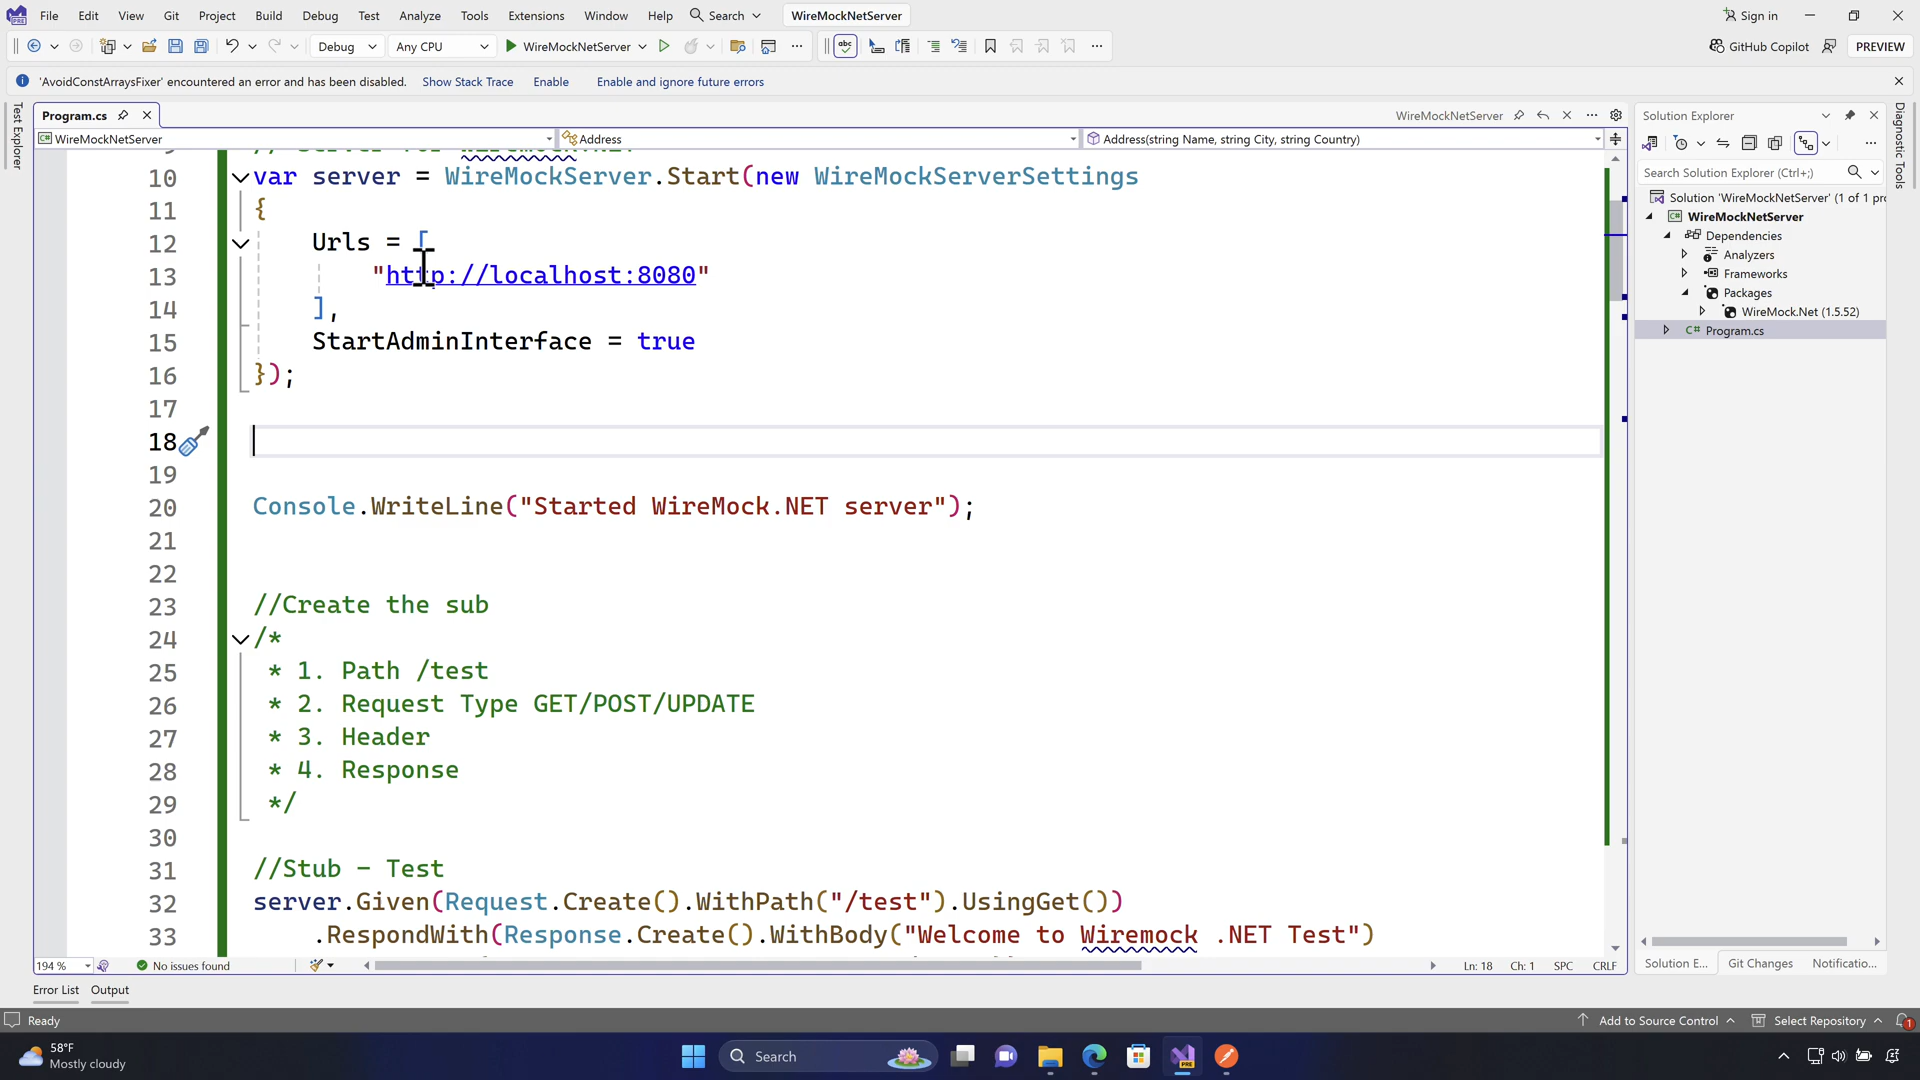 File Edit View Git Project Build Debug Test Analyze Tools Extensions Window Help Search WireMockNetServer Sign in
Debug Any CPU WireMockNetServer abc GitHub Copilot PREVIEW
'AvoidConstArraysFixer' encountered an error and has been disabled. Show Stack Trace Enable Enable and ignore future errors
Test Explorer
Program.cs WireMockNetServer
WireMockNetServer Address Address(string Name, string City, string Country)
10 var server = WireMockServer.Start(new WireMockServerSettings
11 {
12 Urls = [
13 "http://localhost:8080"
14 ],
15 StartAdminInterface = true
16 });
17
18
19
20 Console.WriteLine("Started WireMock.NET server");
21
22
23 //Create the sub
24 /*
25 * 1. Path /test
26 * 2. Request Type GET/POST/UPDATE
27 * 3. Header
28 * 4. Response
29 */
30
31 //Stub - Test
32 server.Given(Request.Create().WithPath("/test").UsingGet())
33 .RespondWith(Response.Create().WithBody("Welcome to Wiremock .NET Test")
194 % No issues found Ln: 18 Ch: 1 SPC CRLF
Solution Explorer
Search Solution Explorer (Ctrl+;)
Solution 'WireMockNetServer' (1 of 1 pr
WireMockNetServer
Dependencies
Analyzers
Frameworks
Packages
WireMock.Net (1.5.52)
C# Program.cs
Solution E... Git Changes Notificatio...
Diagnostic Tools
Error List Output
Ready Add to Source Control Select Repository 1
58°F
Mostly cloudy
Search
PRE